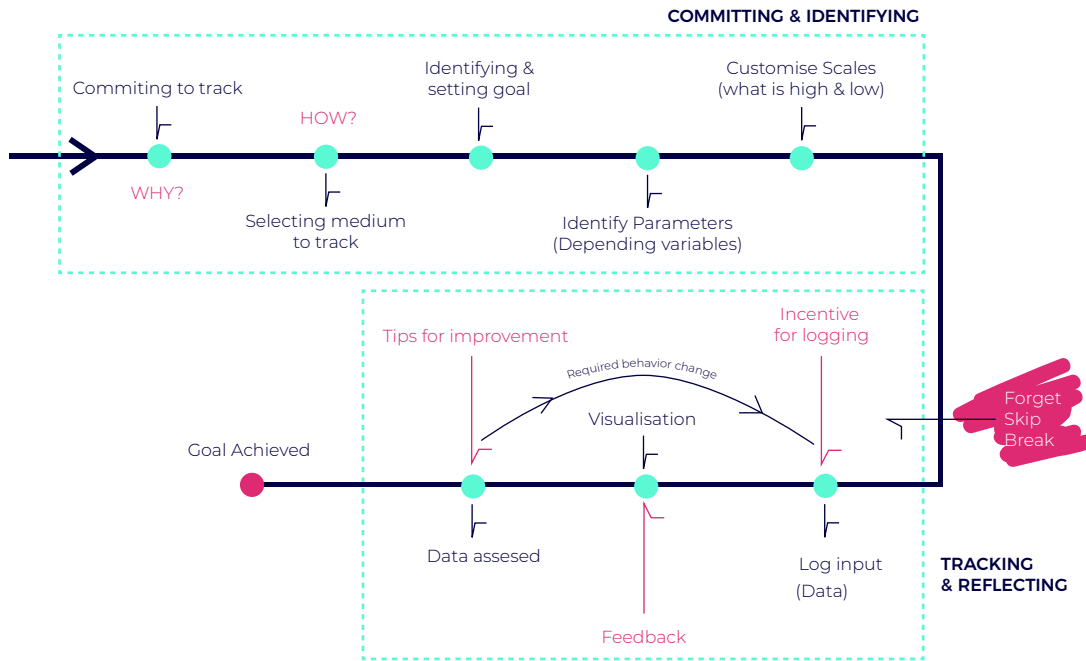 COMMITTING & IDENTIFYING
Commiting to track
Identifying &
setting goal
Customise Scales
(what is high & low)
HOW?
WHY?
Selecting medium
to track
Identify Parameters
(Depending variables)
Tips for improvement
Incentive
for logging
Required behavior change
Forget
Skip
Break
Visualisation
Goal Achieved
Data assesed
Log input
(Data)
TRACKING
& REFLECTING
Feedback